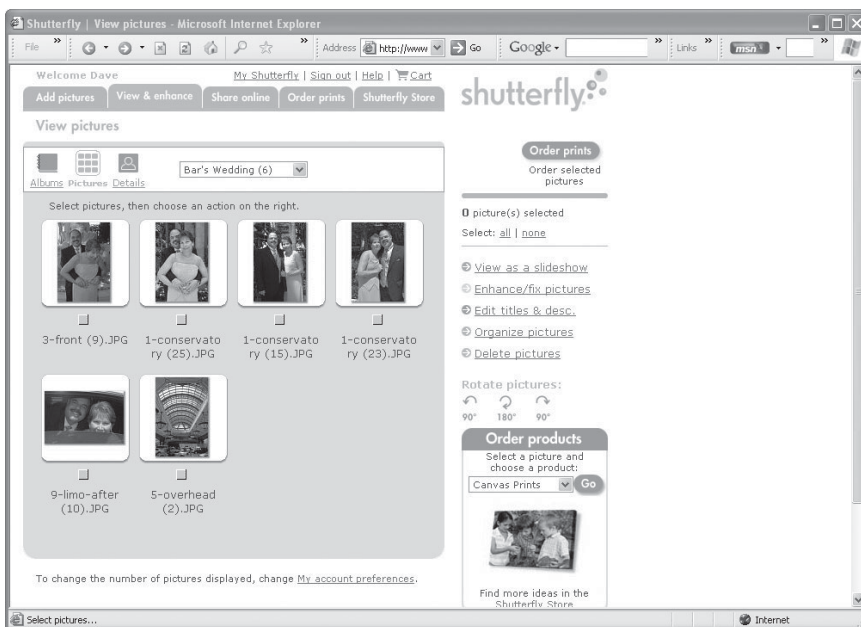 Shutterfly | View pictures - Microsoft Internet Explorer
File » » Address http://www Go Google » Links » msn »
Welcome Dave My Shutterfly | Sign out | Help | Cart
Add pictures View & enhance Share online Order prints Shutterfly Store
shutterfly
View pictures
Order prints
Order selected
pictures
Albums Pictures Details
Bar's Wedding (6)
Select pictures, then choose an action on the right.
3-front (9).JPG
1-conservato
ry (25).JPG
1-conservato
ry (15).JPG
1-conservato
ry (23).JPG
9-limo-after
(10).JPG
5-overhead
(2).JPG
To change the number of pictures displayed, change My account preferences.
0 picture(s) selected
Select: all | none
View as a slideshow
Enhance/fix pictures
Edit titles & desc.
Organize pictures
Delete pictures
Rotate pictures:
90° 180° 90°
Order products
Select a picture and
choose a product:
Canvas Prints Go
Find more ideas in the
Shutterfly Store
Select pictures... Internet